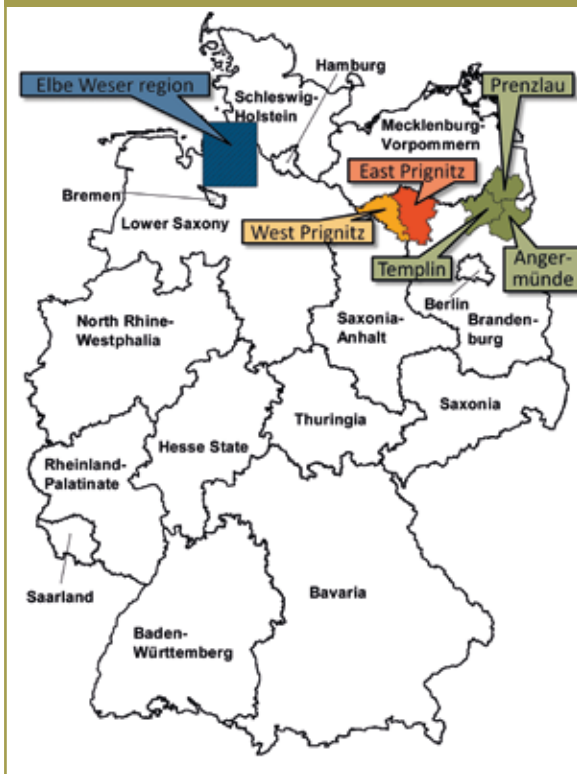 Hamburg
Elbe Weser region
Schleswig-
Holstein
Prenzlau
Mecklenburg-
Vorpommern
East Prignitz
Bremen
Lower Saxony
West Prignitz
Templin
Anger-
münde
Berlin
Branden-
burg
North Rhine-
Westphalia
Saxonia-
Anhalt
Saxonia
Thuringia
Hesse State
Rheinland-
Palatinate
Saarland
Bavaria
Baden-
Württemberg